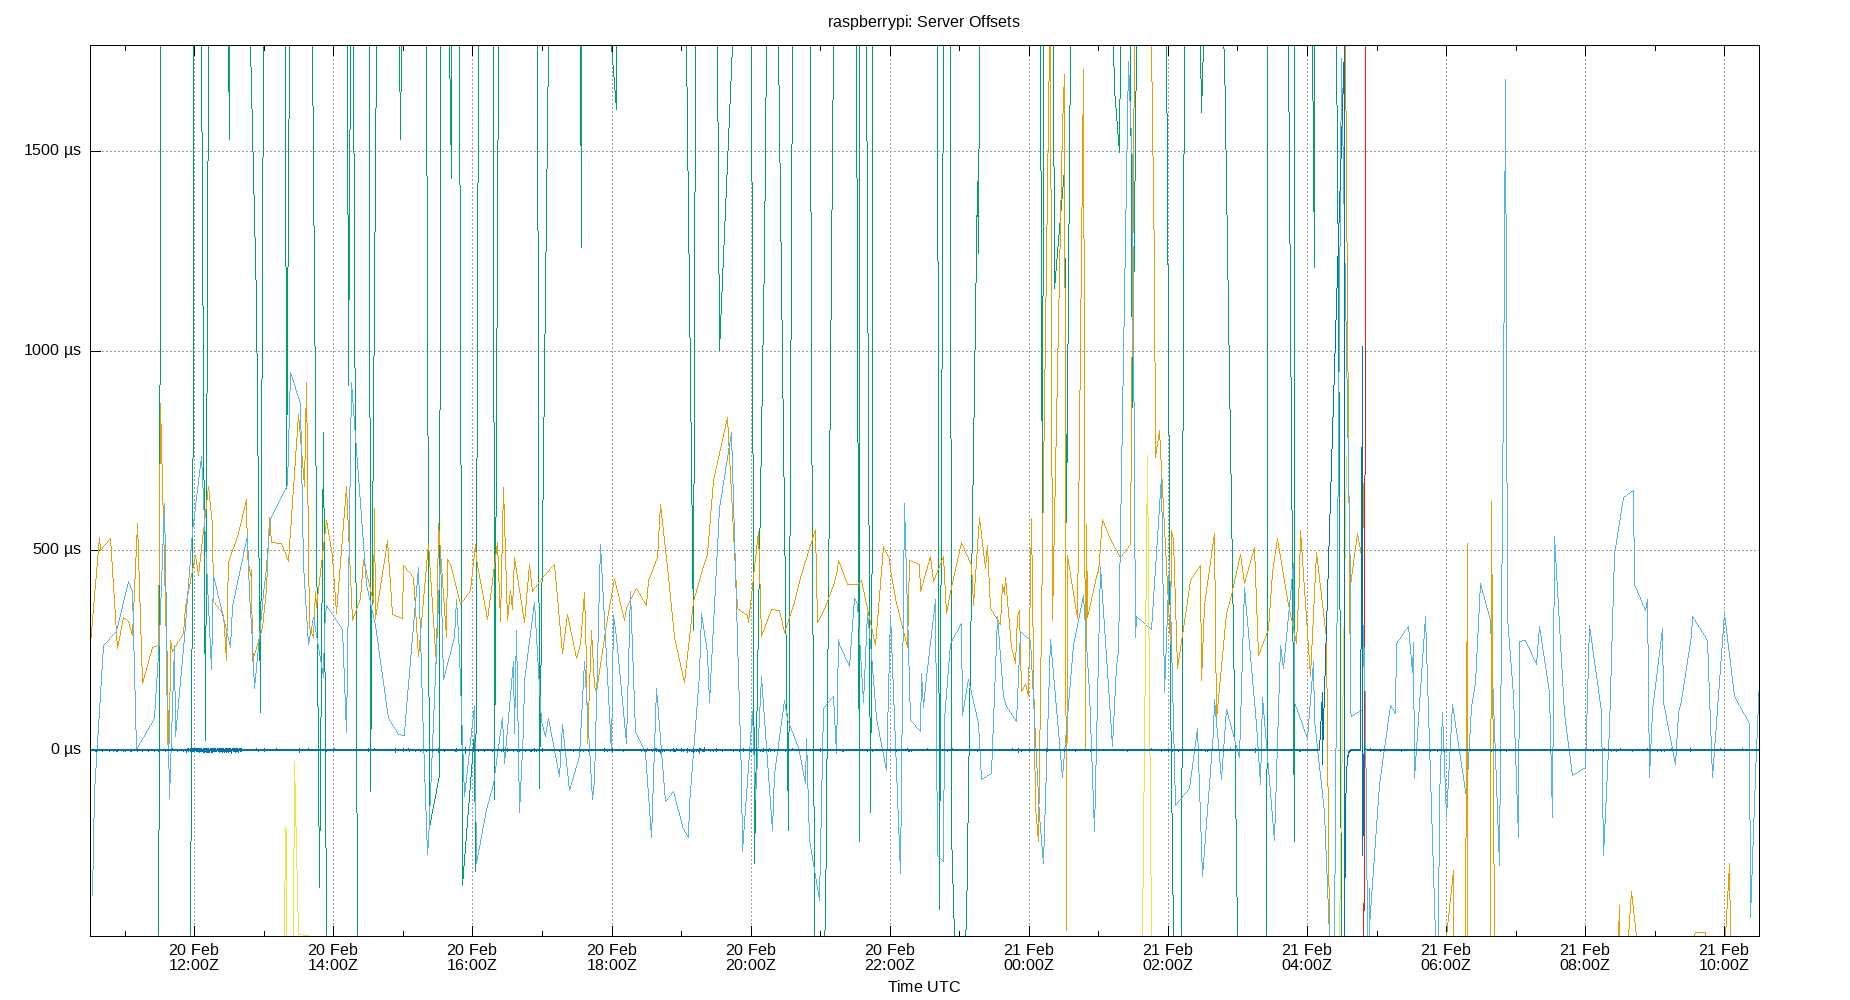 raspberrypi: Server Offsets
1500 µs
1000 µs
500 µs
0 µs
20 Feb 20 Feb 20 Feb 20 Feb 20 Feb 20 Feb 21 Feb 21 Feb 21 Feb 21 Feb 21 Feb 21 Feb
12:00Z 14:00Z 16:00Z 18:00Z 20:00Z 22:00Z 00:00Z 02:00Z 04:00Z 06:00Z 08:00Z 10:00Z
Time UTC